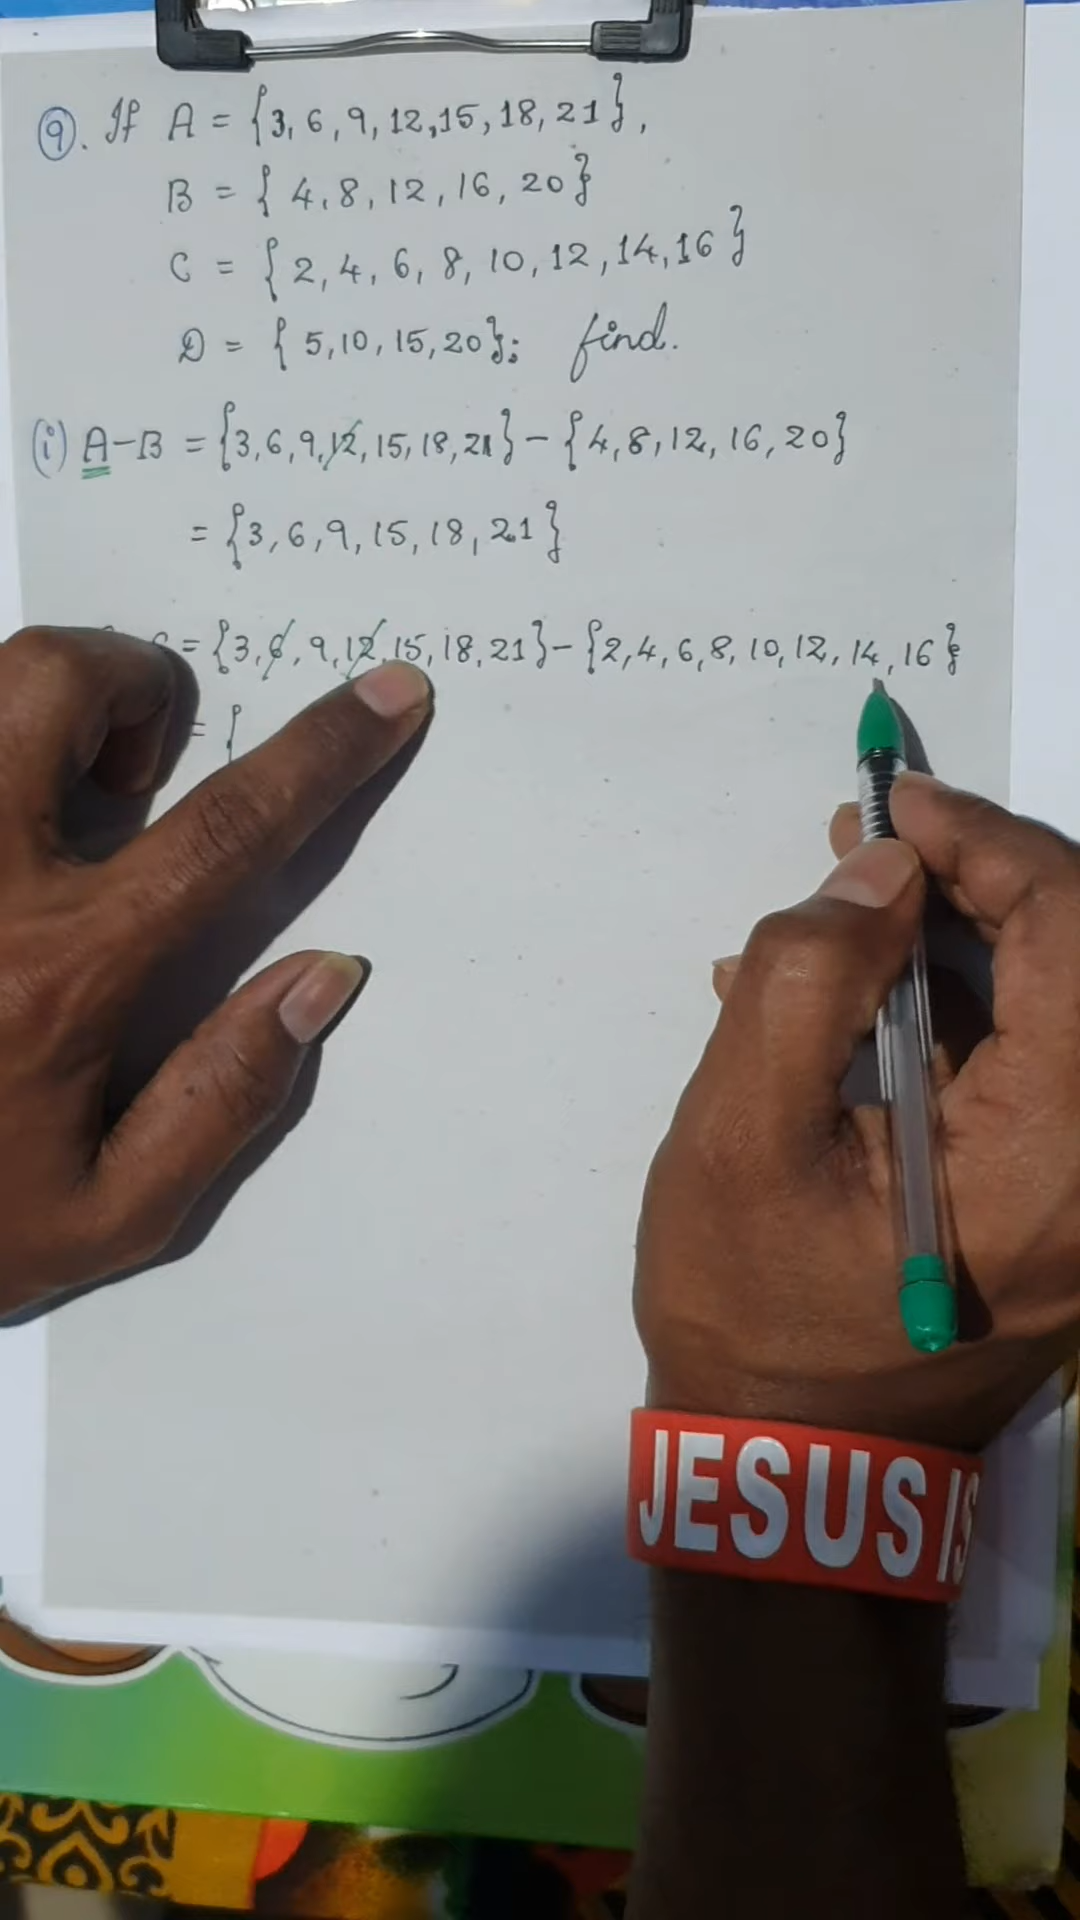 9. If A = {3, 6, 9, 12, 15, 18, 21},
B = { 4, 8, 12, 16, 20}
C = { 2, 4, 6, 8, 10, 12, 14, 16 }
D = { 5, 10, 15, 20}; find.
(i) A-B = {3, 6, 9, 12, 15, 18, 21} - {4, 8, 12, 16, 20}
= {3, 6, 9, 15, 18, 21}
= {3, 6, 9, 12, 15, 18, 21} - {2, 4, 6, 8, 10, 12, 14, 16}
= {
JESUS IS